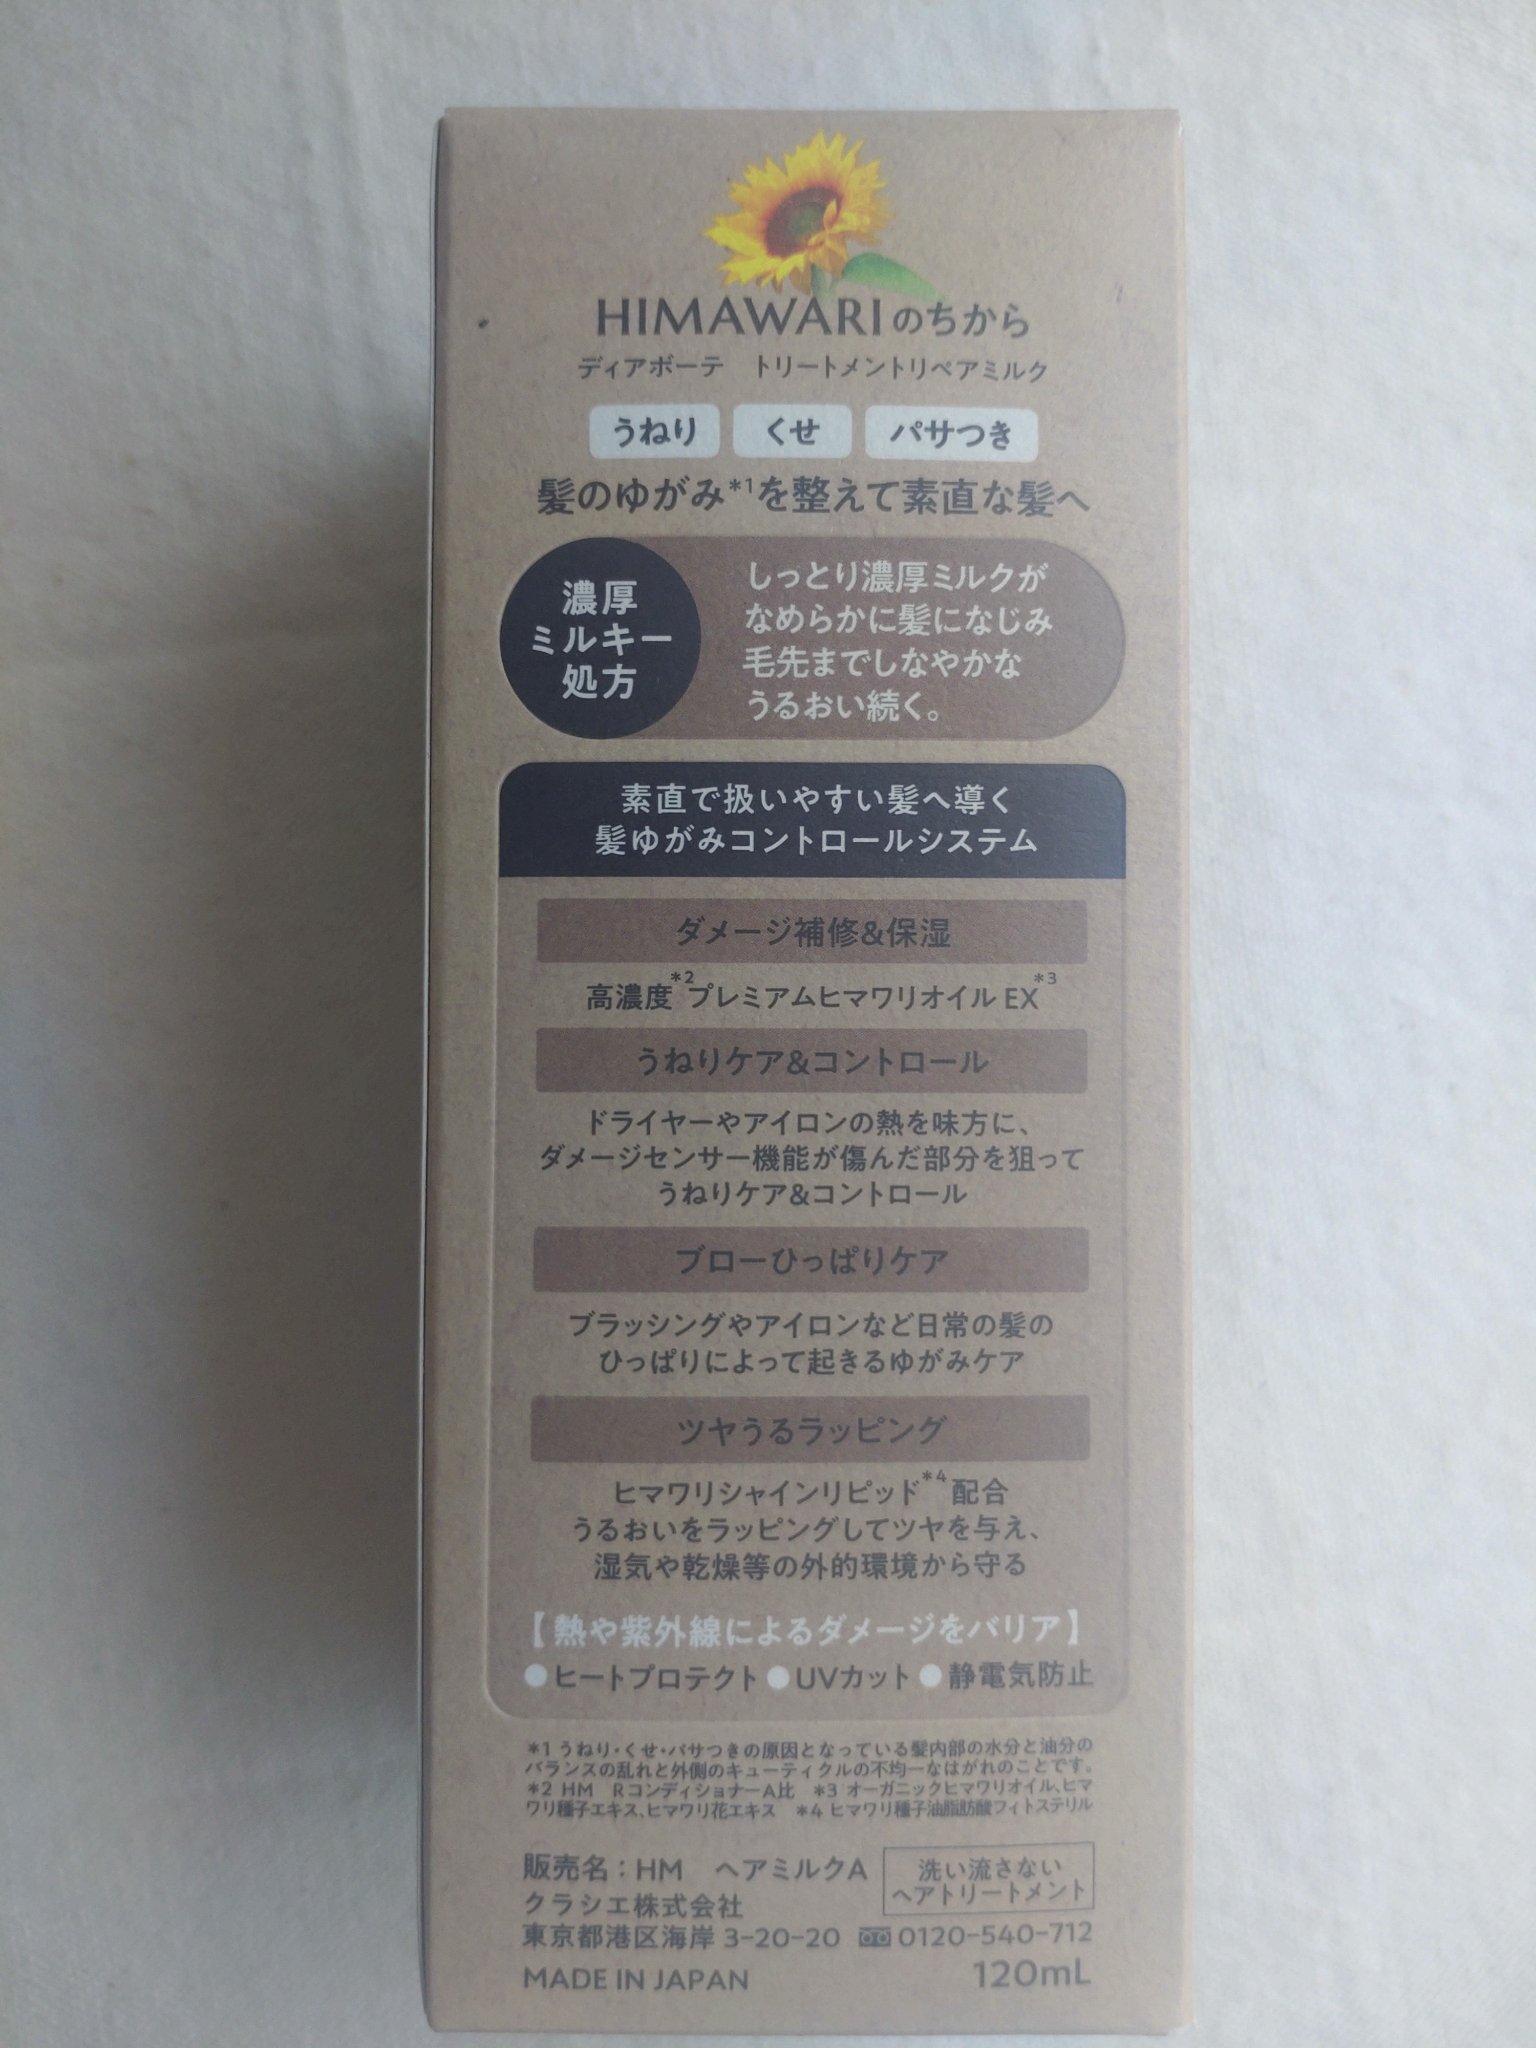 HIMAWARIのちから
ディアボーテ　トリートメントリペアミルク
うねり　くせ　パサつき
髪のゆがみ*1を整えて素直な髪へ
濃厚
ミルキー
処方
しっとり濃厚ミルクが
なめらかに髪になじみ
毛先までしなやかな
うるおい続く。
素直で扱いやすい髪へ導く
髪ゆがみコントロールシステム
ダメージ補修&保湿
高濃度*2プレミアムヒマワリオイル EX*3
うねりケア&コントロール
ドライヤーやアイロンの熱を味方に、
ダメージセンサー機能が傷んだ部分を狙って
うねりケア&コントロール
ブローひっぱりケア
ブラッシングやアイロンなど日常の髪の
ひっぱりによって起きるゆがみケア
ツヤうるラッピング
ヒマワリシャインリピッド*4配合
うるおいをラッピングしてツヤを与え、
湿気や乾燥等の外的環境から守る
【熱や紫外線によるダメージをバリア】
●ヒートプロテクト●UVカット●静電気防止
*1 うねり・くせ・パサつきの原因となっている髪内部の水分と油分の
バランスの乱れと外側のキューティクルの不均一なはがれのことです。
*2 HM　RコンディショナーA比　*3 オーガニックヒマワリオイル、ヒマ
ワリ種子エキス、ヒマワリ花エキス　*4 ヒマワリ種子油脂肪酸フィトステリル
販売名：HM　ヘアミルクA
クラシエ株式会社
洗い流さない
ヘアトリートメント
東京都港区海岸 3-20-20　0120-540-712
MADE IN JAPAN　120mL